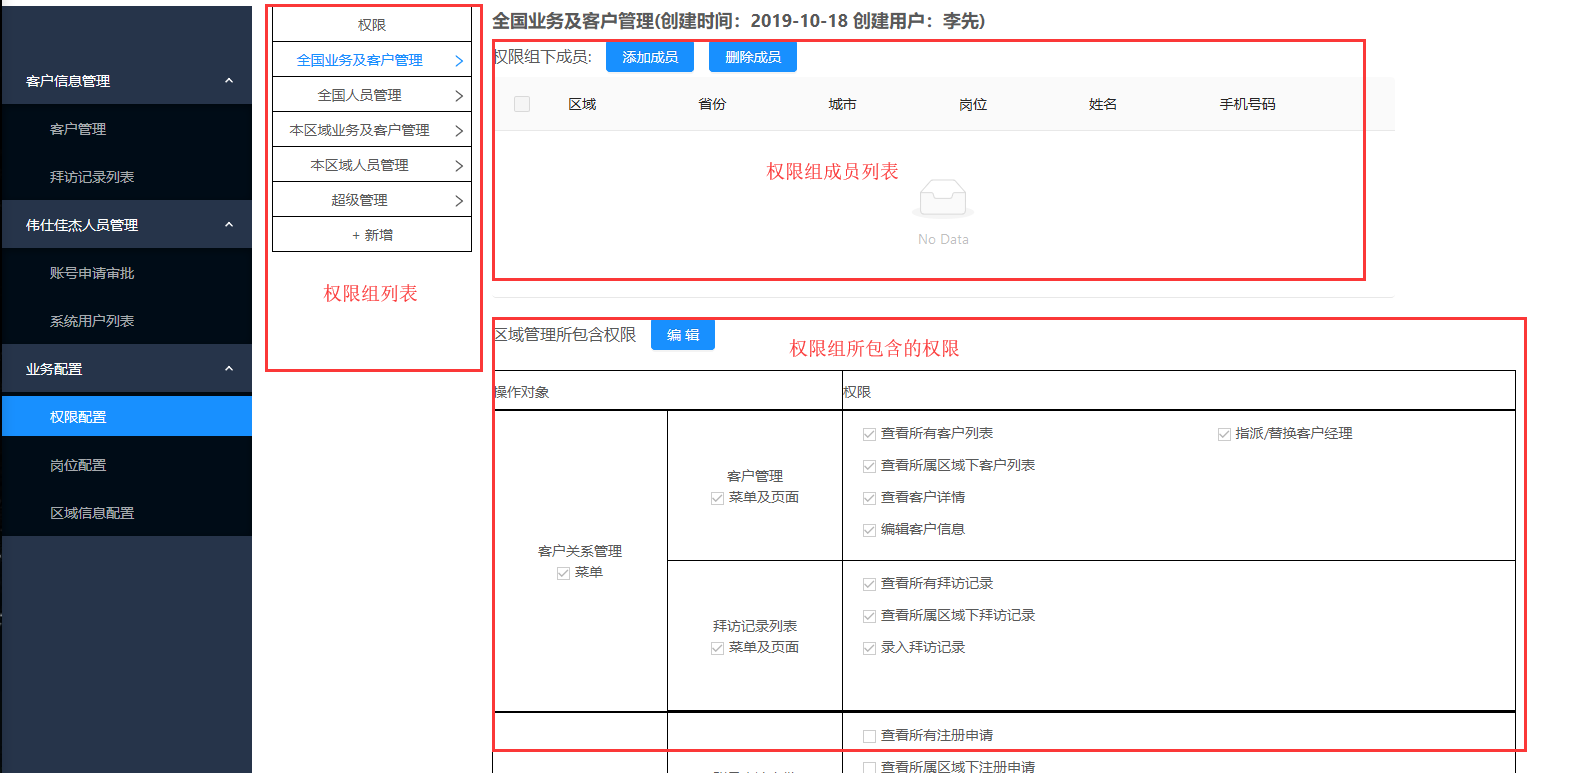 客户信息管理
客户管理
拜访记录列表
伟仕佳杰人员管理
账号申请审批
系统用户列表
业务配置
权限配置
岗位配置
区域信息配置
权限
全国业务及客户管理
全国人员管理
本区域业务及客户管理
本区域人员管理
超级管理
+ 新增
权限组列表
全国业务及客户管理(创建时间：2019-10-18 创建用户：李先)
权限组下成员: 添加成员 删除成员
区域 省份 城市 岗位 姓名 手机号码
权限组成员列表
No Data
区域管理所包含权限 编 辑
权限组所包含的权限
操作对象 权限
客户关系管理
菜单
客户管理
菜单及页面
查看所有客户列表 指派/替换客户经理
查看所属区域下客户列表
查看客户详情
编辑客户信息
拜访记录列表
菜单及页面
查看所有拜访记录
查看所属区域下拜访记录
录入拜访记录
查看所有注册申请
查看所属区域下注册申请